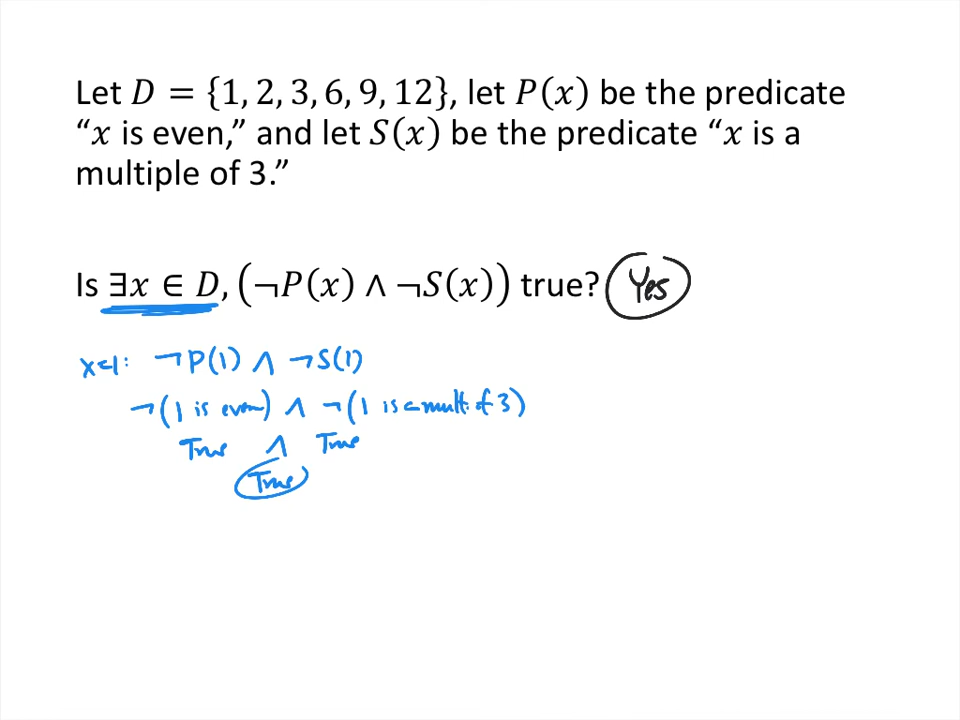 Let D = {1, 2, 3, 6, 9, 12}, let P(x) be the predicate
“x is even,” and let S(x) be the predicate “x is a
multiple of 3.”
Is ∃x ∈ D, (¬P(x) ∧ ¬S(x)) true? Yes
x=1: ¬P(1) ∧ ¬S(1)
¬(1 is even) ∧ ¬(1 is a mult. of 3)
True ∧ True
True